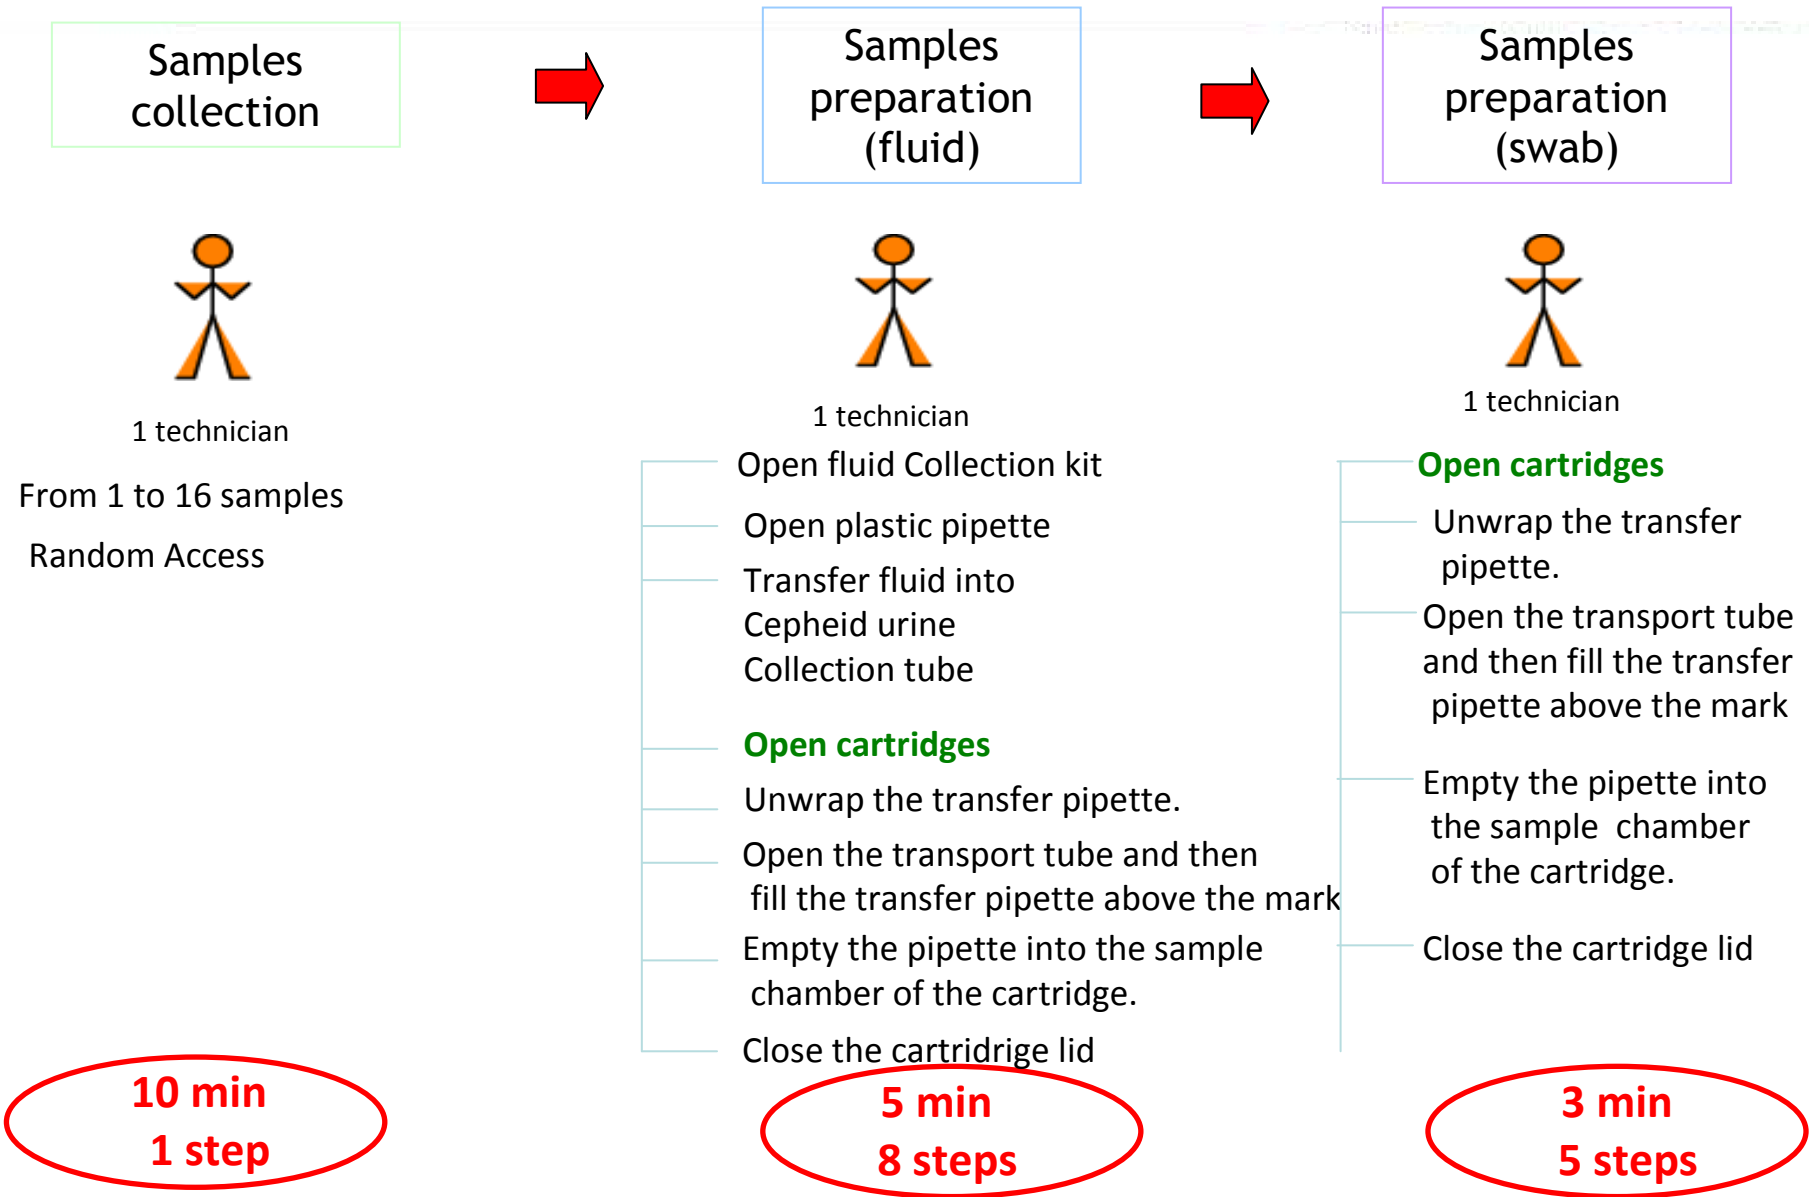 Samples
collection
Samples
preparation
(fluid)
Samples
preparation
(swab)
1 technician
From 1 to 16 samples
Random Access
10 min
1 step
1 technician
Open fluid Collection kit
Open plastic pipette
Transfer fluid into
Cepheid urine
Collection tube
Open cartridges
Unwrap the transfer pipette.
Open the transport tube and then
fill the transfer pipette above the mark
Empty the pipette into the sample
chamber of the cartridge.
Close the cartridrige lid
5 min
8 steps
1 technician
Open cartridges
Unwrap the transfer
pipette.
Open the transport tube
and then fill the transfer
pipette above the mark
Empty the pipette into
the sample chamber
of the cartridge.
Close the cartridge lid
3 min
5 steps